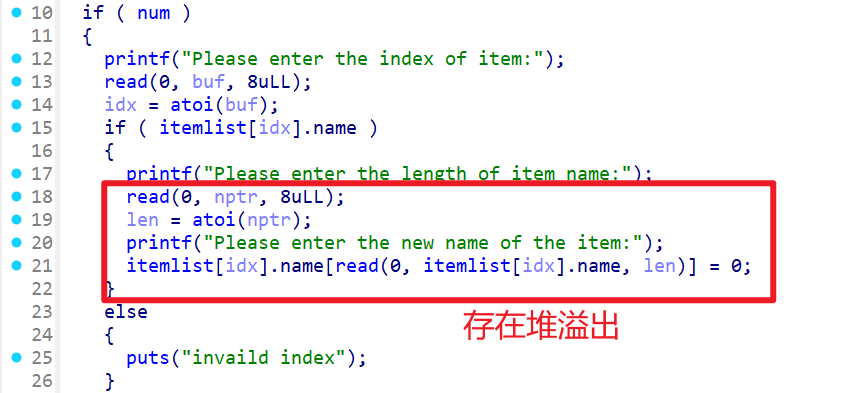 10 if ( num )
11 {
12 printf("Please enter the index of item:");
13 read(0, buf, 8uLL);
14 idx = atoi(buf);
15 if ( itemlist[idx].name )
16 {
17 printf("Please enter the length of item name:");
18 read(0, nptr, 8uLL);
19 len = atoi(nptr);
20 printf("Please enter the new name of the item:");
21 itemlist[idx].name[read(0, itemlist[idx].name, len)] = 0;
22 }
23 else
存在堆溢出
24 {
25 puts("invaild index");
26 }